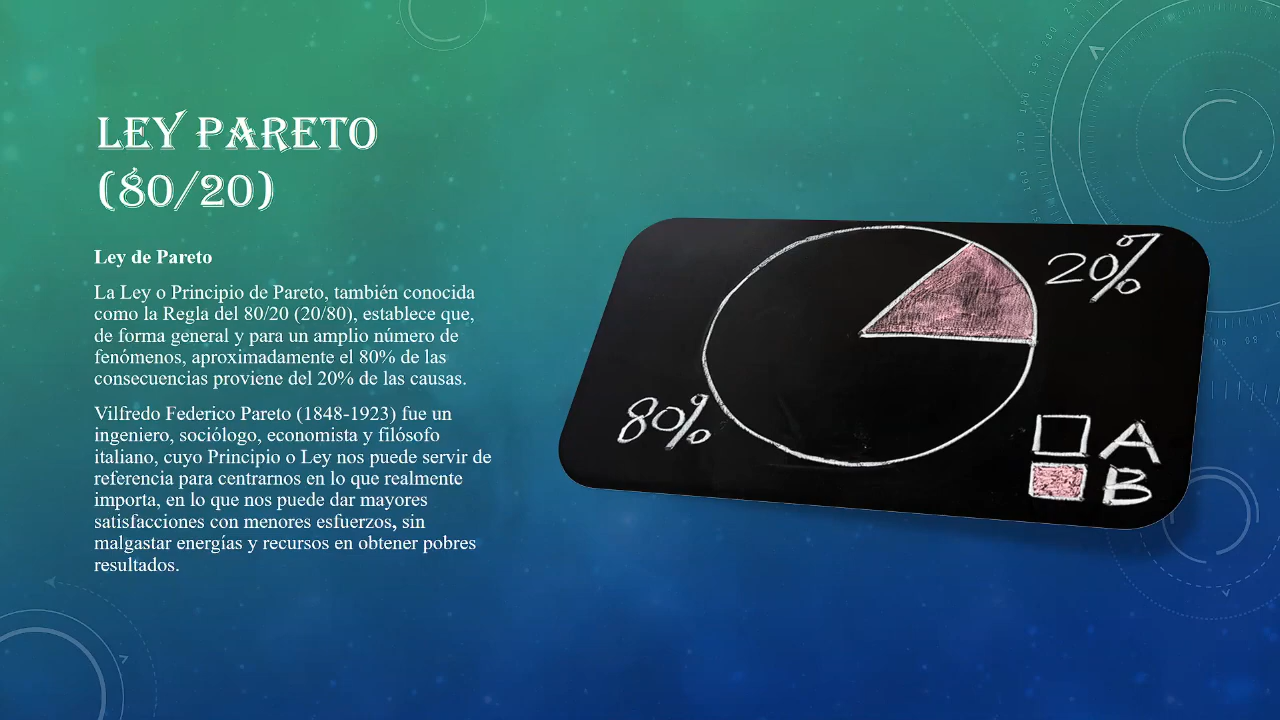 LEY PARETO
(80/20)
Ley de Pareto
La Ley o Principio de Pareto, también conocida
como la Regla del 80/20 (20/80), establece que,
de forma general y para un amplio número de
fenómenos, aproximadamente el 80% de las
consecuencias proviene del 20% de las causas.
Vilfredo Federico Pareto (1848-1923) fue un
ingeniero, sociólogo, economista y filósofo
italiano, cuyo Principio o Ley nos puede servir de
referencia para centrarnos en lo que realmente
importa, en lo que nos puede dar mayores
satisfacciones con menores esfuerzos, sin
malgastar energías y recursos en obtener pobres
resultados.
20%
80%
A
B